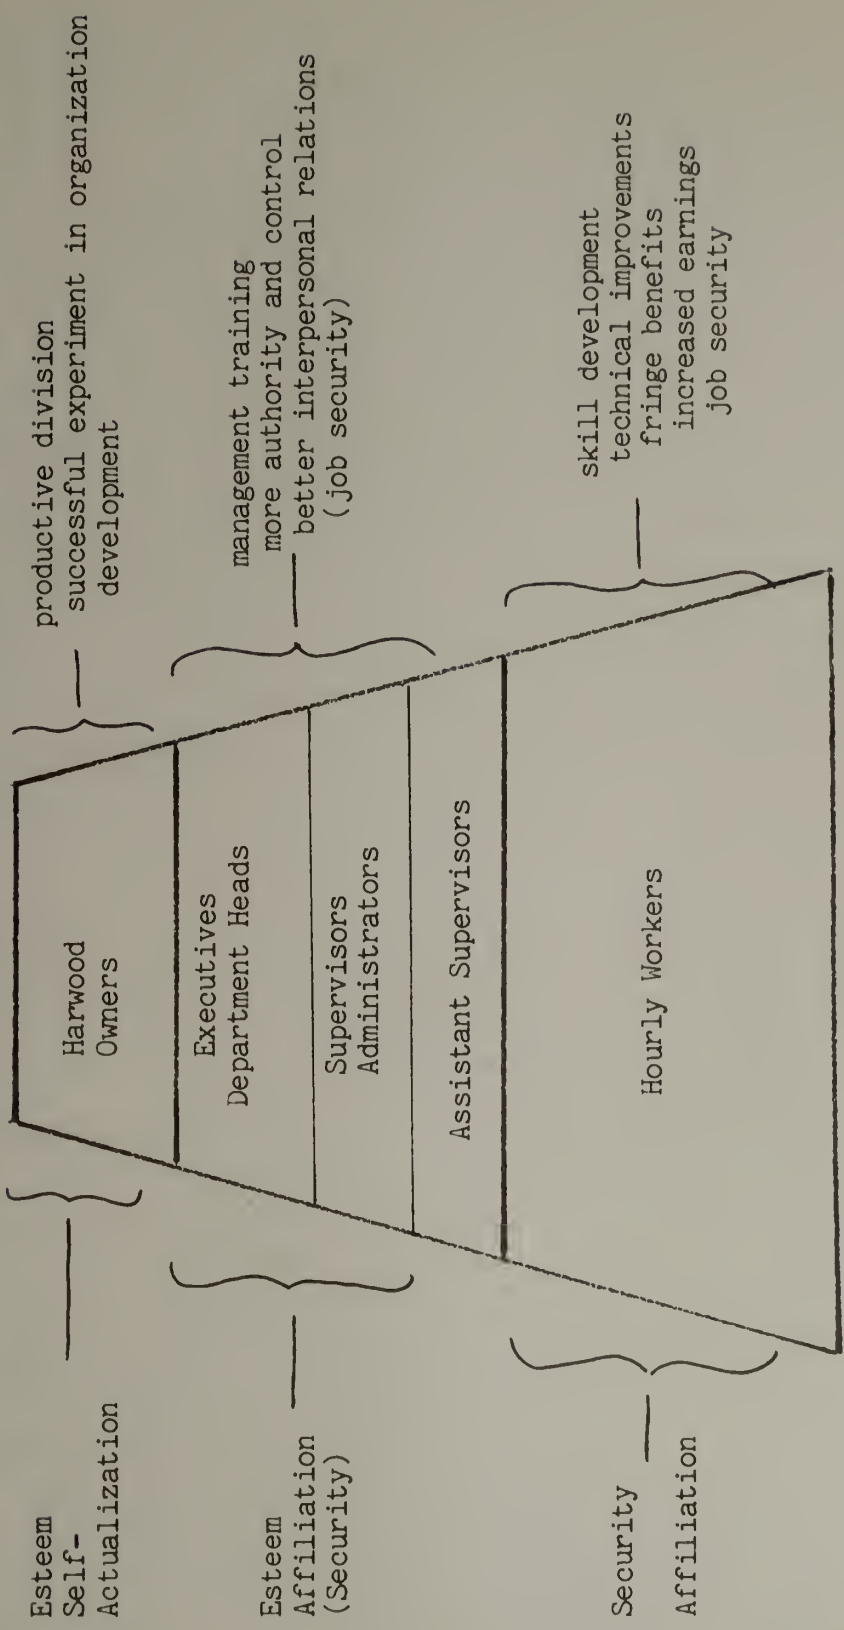 Esteem
Self-
Actualization
Harwood
Owners
productive division
successful experiment in organization
development
Esteem
Affiliation
(Security)
Executives
Department Heads
Supervisors
Administrators
Assistant Supervisors
management training
more authority and control
better interpersonal relations
(job security)
Security
Affiliation
Hourly Workers
skill development
technical improvements
fringe benefits
increased earnings
job security